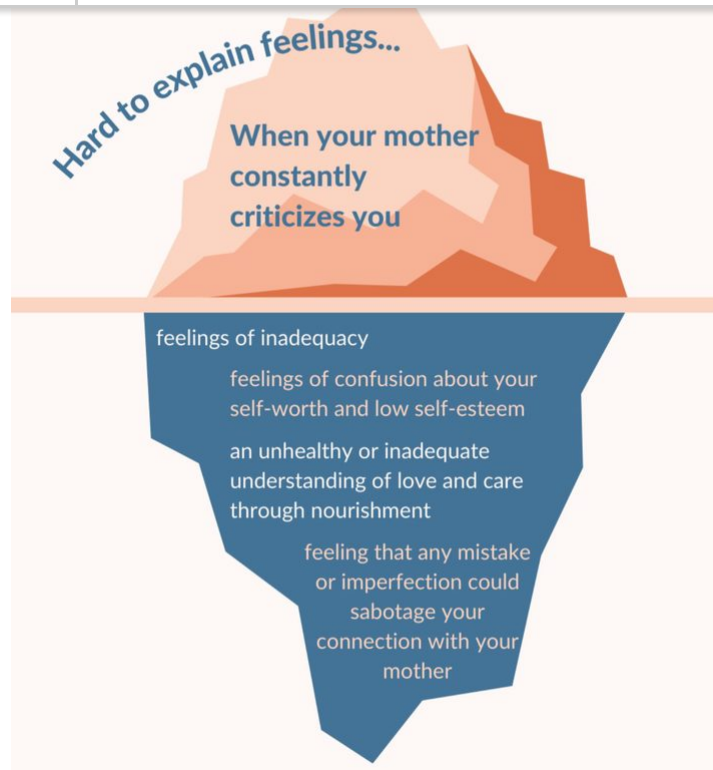 Hard to explain feelings...
When your mother
constantly
criticizes you
feelings of inadequacy
feelings of confusion about your
self-worth and low self-esteem
an unhealthy or inadequate
understanding of love and care
through nourishment
feeling that any mistake
or imperfection could
sabotage your
connection with your
mother